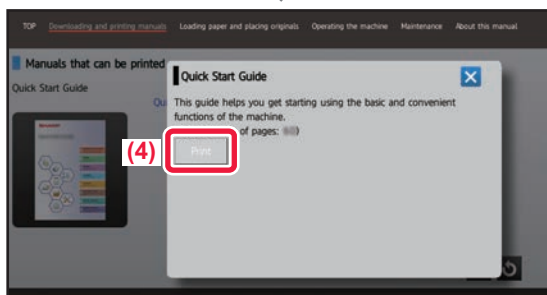 TOP Downloading and printing manuals Loading paper and placing originals Operating the machine Maintenance About this manual
Manuals that can be printed
Quick Start Guide
Qui
Quick Start Guide
This guide helps you get starting using the basic and convenient
functions of the machine.
of pages:
(4)
Print